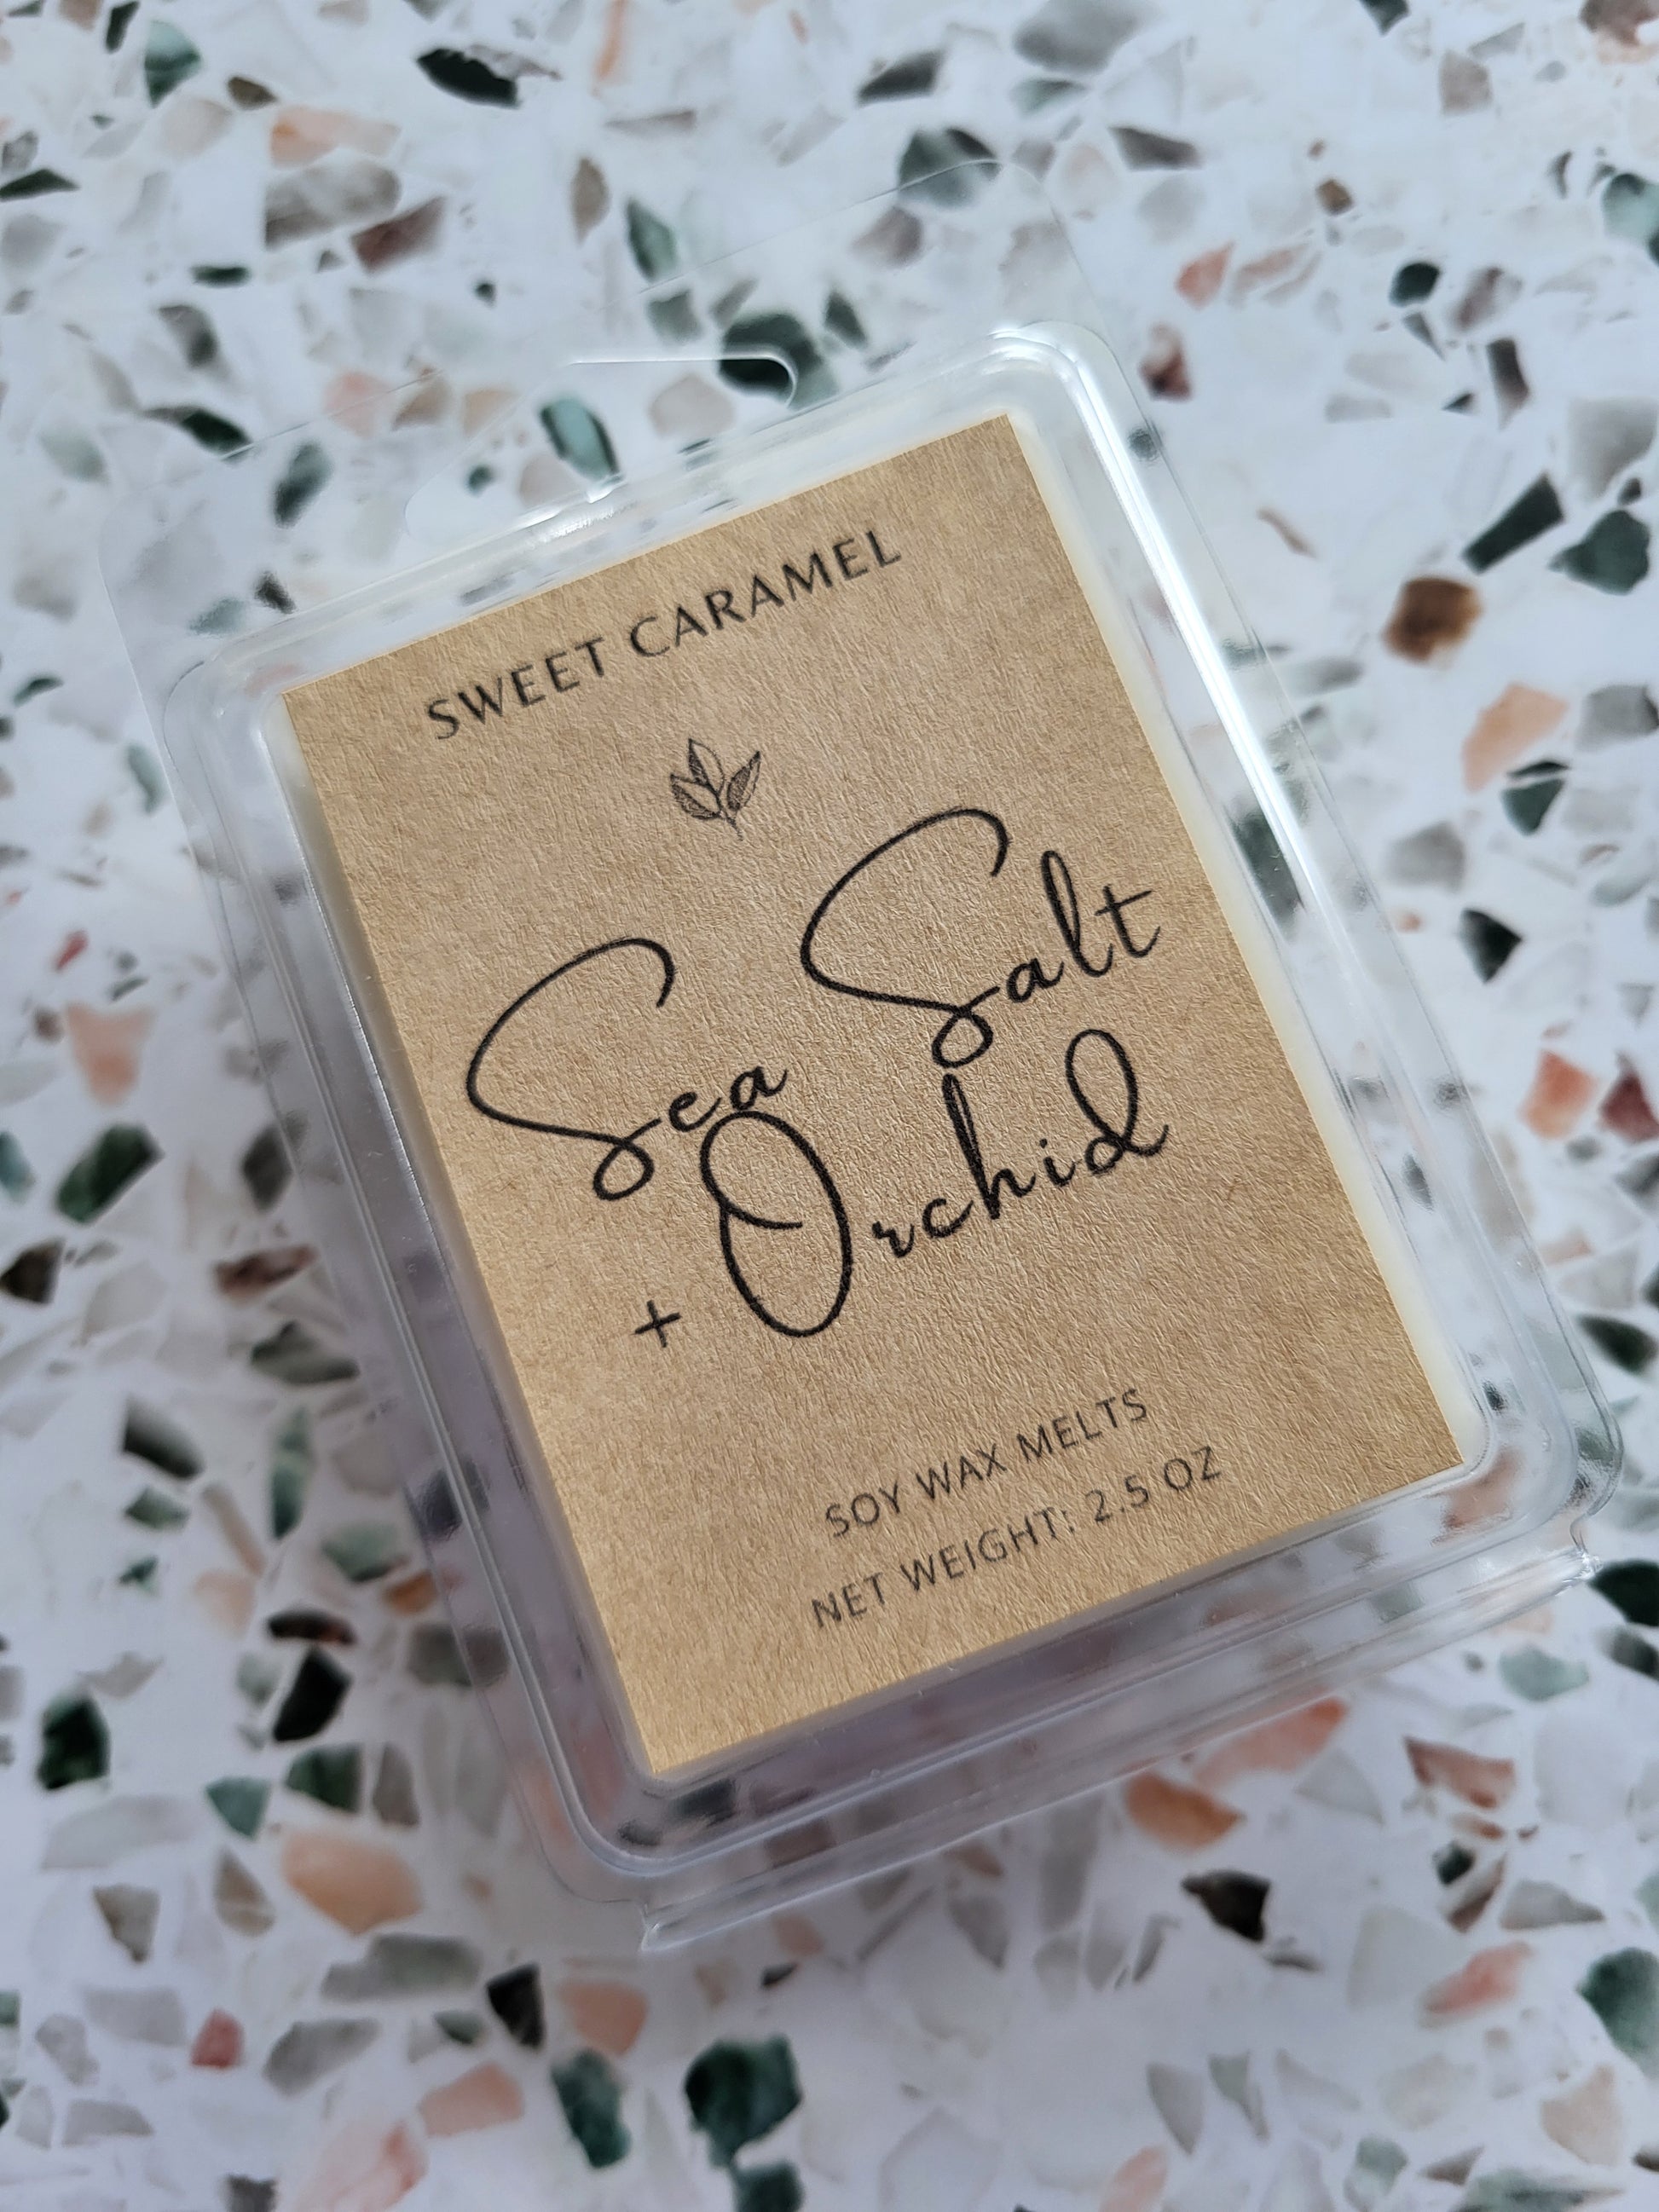 SWEET CARAMEL
Sea Salt
+ Orchid
SOY WAX MELTS
NET WEIGHT: 2.5 OZ